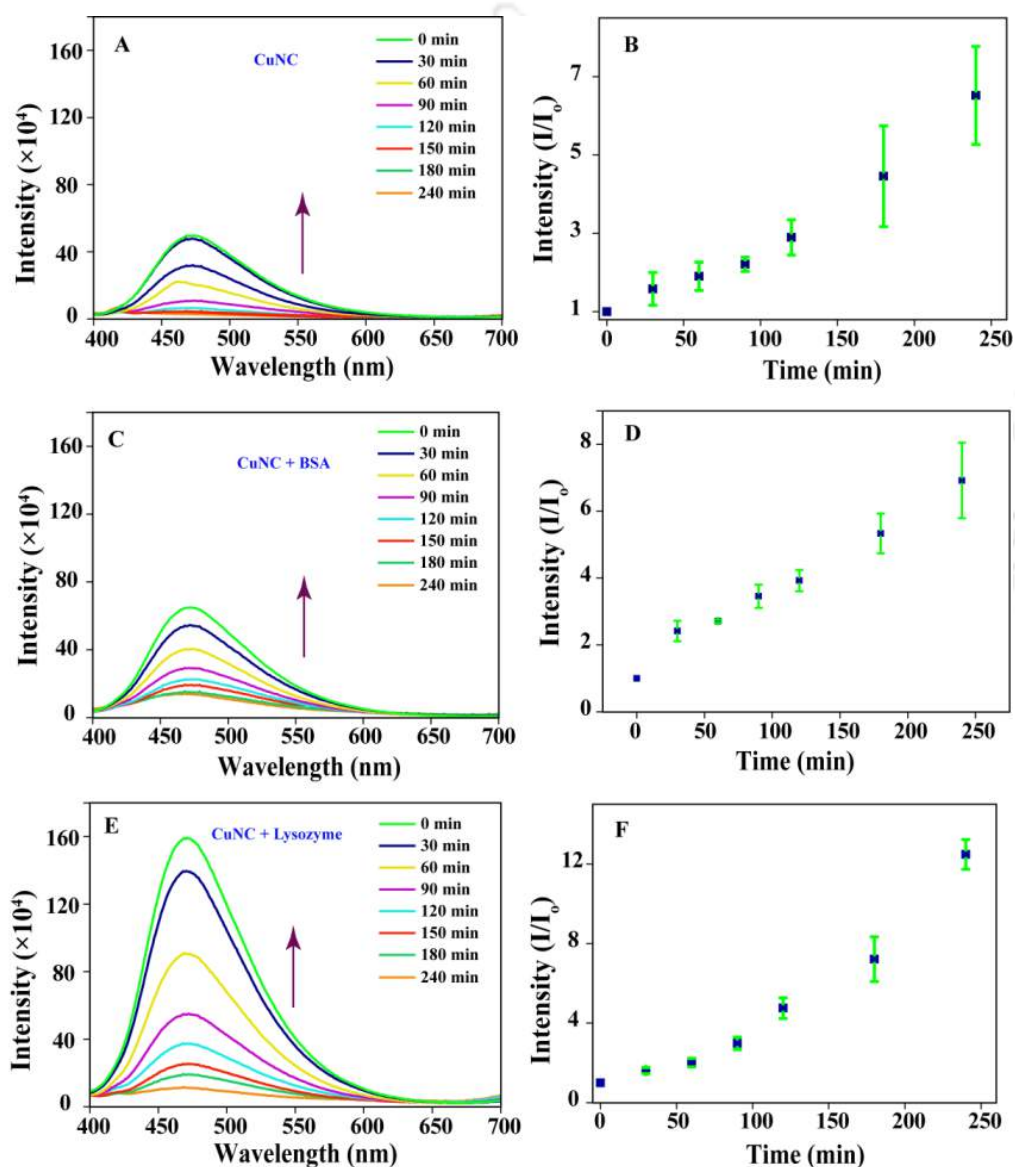 A
CuNC
0 min
30 min
60 min
90 min
120 min
150 min
180 min
240 min
160
120
80
40
0
Intensity (×10⁴)
400 450 500 550 600 650 700
Wavelength (nm)
B
7
5
3
1
Intensity (I/Iₒ)
0 50 100 150 200 250
Time (min)
C
CuNC + BSA
0 min
30 min
60 min
90 min
120 min
150 min
180 min
240 min
160
120
80
40
0
Intensity (×10⁴)
400 450 500 550 600 650 700
Wavelength (nm)
D
8
6
4
2
0
Intensity (I/Iₒ)
0 50 100 150 200 250
Time (min)
E
CuNC + Lysozyme
0 min
30 min
60 min
90 min
120 min
150 min
180 min
240 min
160
120
80
40
0
Intensity (×10⁴)
400 450 500 550 600 650 700
Wavelength (nm)
F
12
8
4
0
Intensity (I/Iₒ)
0 50 100 150 200 250
Time (min)